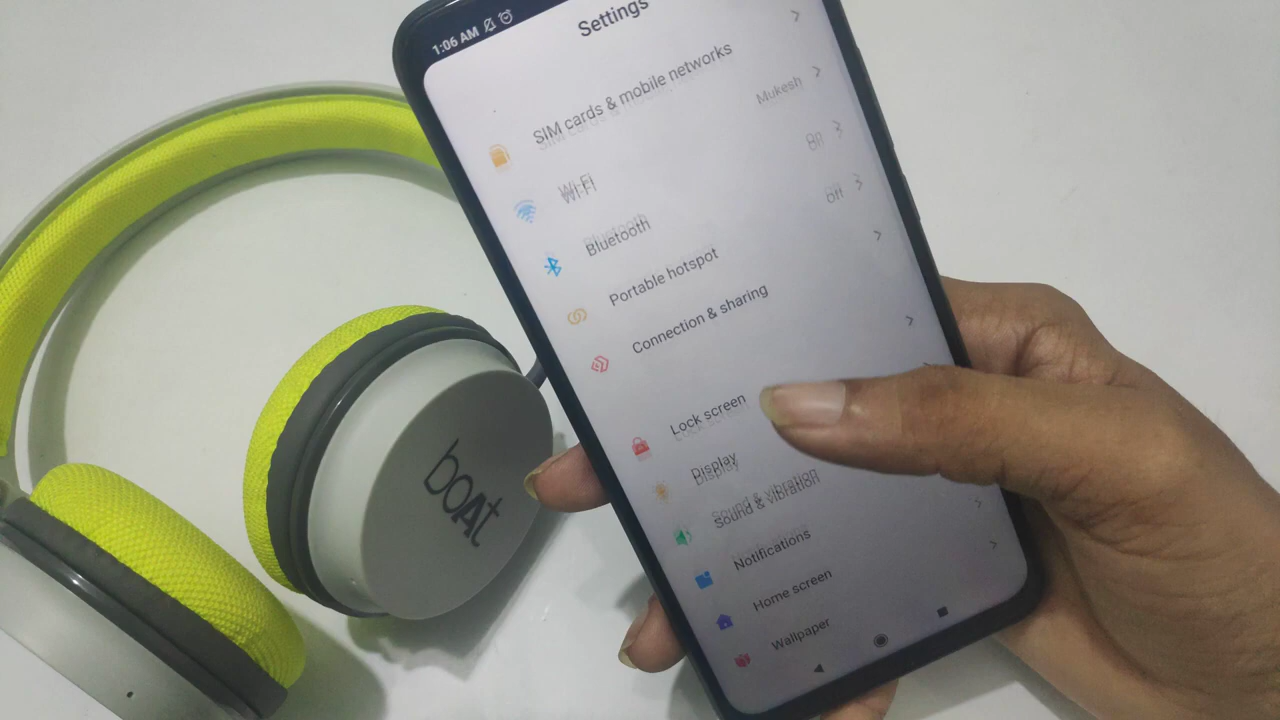 1:06 AM
Settings
SIM cards & mobile networks
Wi-Fi
Mukesh
Bluetooth
On
Portable hotspot
Off
Connection & sharing
Lock screen
Display
Sound & vibration
Notifications
Home screen
Wallpaper
boAt